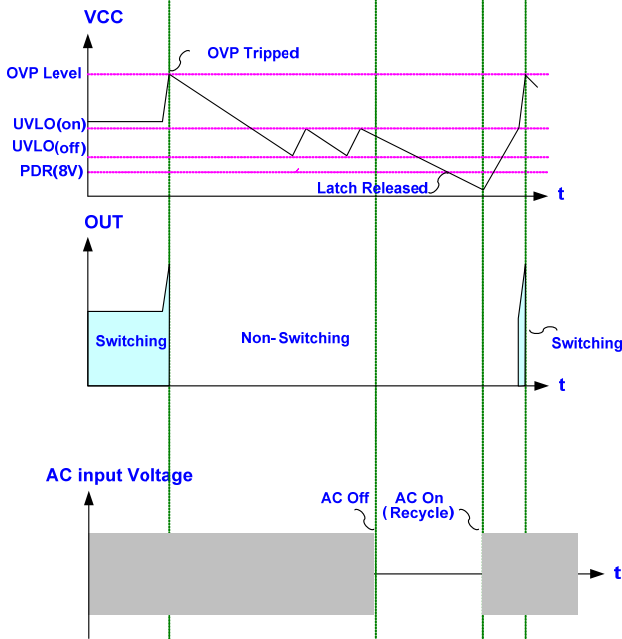 VCC
OVP Tripped
OVP Level
UVLO(on)
UVLO(off)
PDR(8V)
Latch Released
t
OUT
Switching
Non-Switching
Switching
t
AC input Voltage
AC Off
AC On
(Recycle)
t